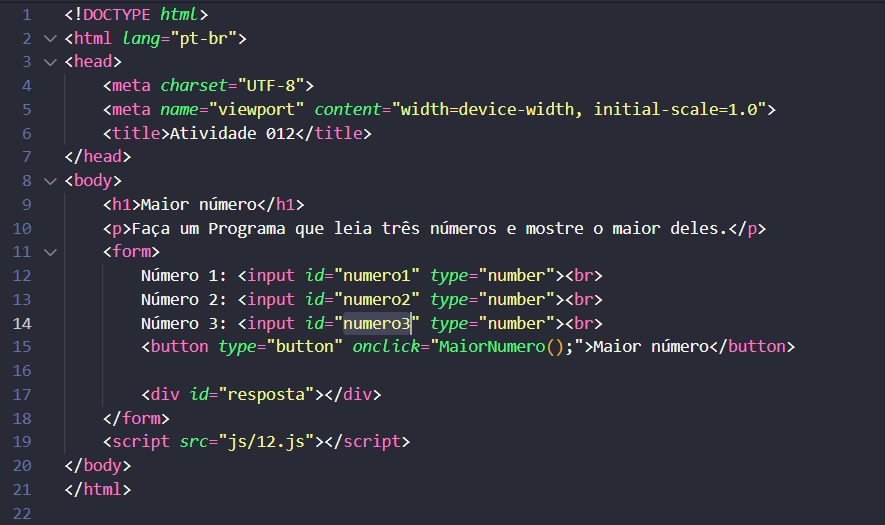 1 <!DOCTYPE html>
2 <html lang="pt-br">
3 <head>
4 <meta charset="UTF-8">
5 <meta name="viewport" content="width=device-width, initial-scale=1.0">
6 <title>Atividade 012</title>
7 </head>
8 <body>
9 <h1>Maior número</h1>
10 <p>Faça um Programa que leia três números e mostre o maior deles.</p>
11 <form>
12 Número 1: <input id="numero1" type="number"><br>
13 Número 2: <input id="numero2" type="number"><br>
14 Número 3: <input id="numero3" type="number"><br>
15 <button type="button" onclick="MaiorNumero();">Maior número</button>
16
17 <div id="resposta"></div>
18 </form>
19 <script src="js/12.js"></script>
20 </body>
21 </html>
22